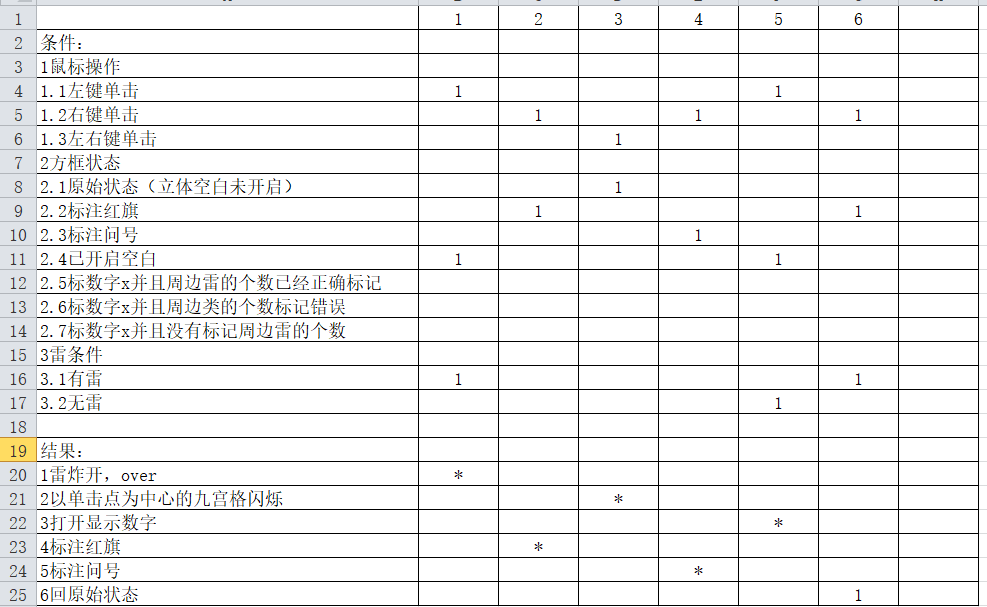 1 1 2 3 4 5 6
2 条件：
3 1鼠标操作
4 1.1左键单击 1 1
5 1.2右键单击 1 1 1
6 1.3左右键单击 1
7 2方框状态
8 2.1原始状态（立体空白未开启） 1
9 2.2标注红旗 1 1
10 2.3标注问号 1
11 2.4已开启空白 1 1
12 2.5标数字x并且周边雷的个数已经正确标记
13 2.6标数字x并且周边类的个数标记错误
14 2.7标数字x并且没有标记周边雷的个数
15 3雷条件
16 3.1有雷 1 1
17 3.2无雷 1
18
19 结果：
20 1雷炸开，over *
21 2以单击点为中心的九宫格闪烁 *
22 3打开显示数字 *
23 4标注红旗 *
24 5标注问号 *
25 6回原始状态 1